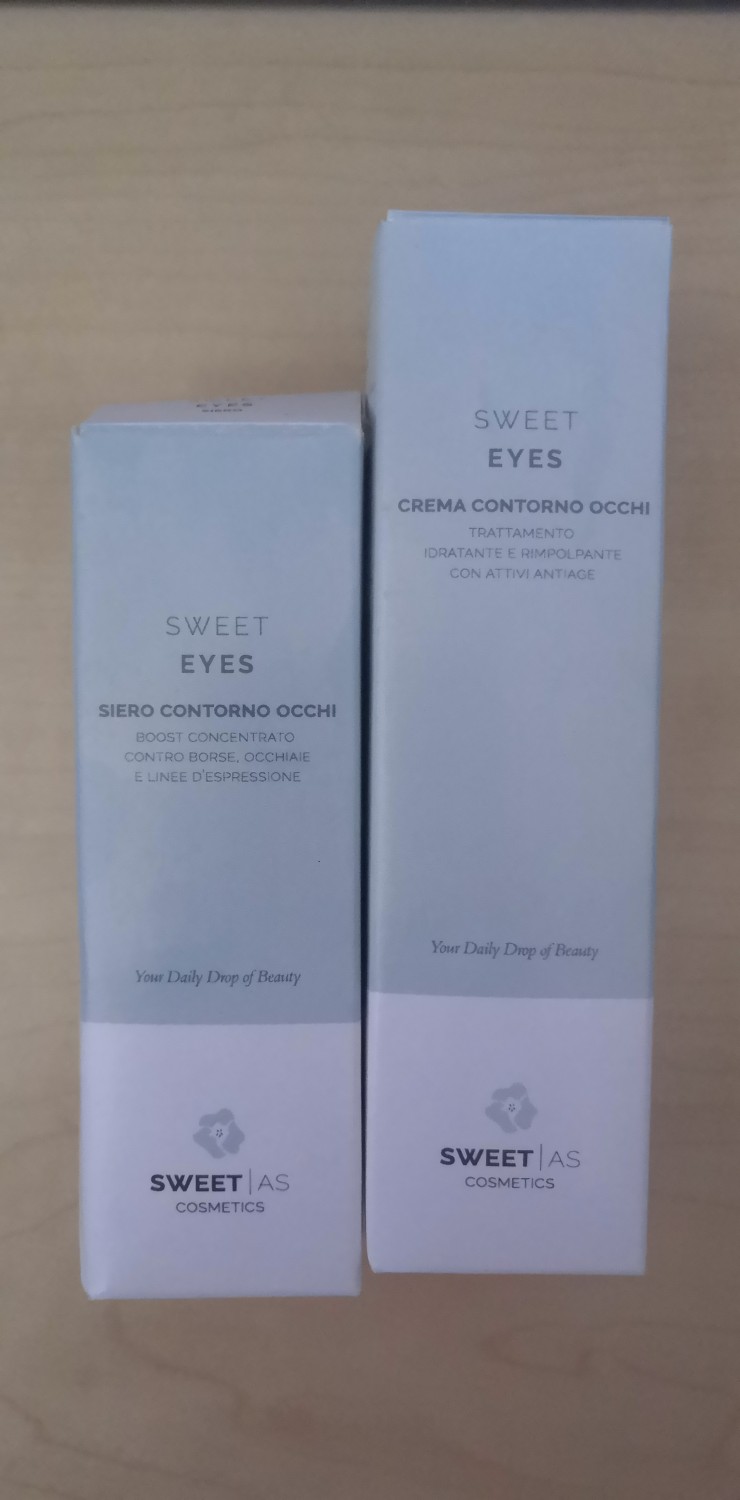 EYES
SIERO
SWEET
EYES
SIERO CONTORNO OCCHI
BOOST CONCENTRATO
CONTRO BORSE, OCCHIAIE
E LINEE D'ESPRESSIONE
Your Daily Drop of Beauty
SWEET|AS
COSMETICS
SWEET
EYES
CREMA CONTORNO OCCHI
TRATTAMENTO
IDRATANTE E RIMPOLPANTE
CON ATTIVI ANTIAGE
Your Daily Drop of Beauty
SWEET|AS
COSMETICS